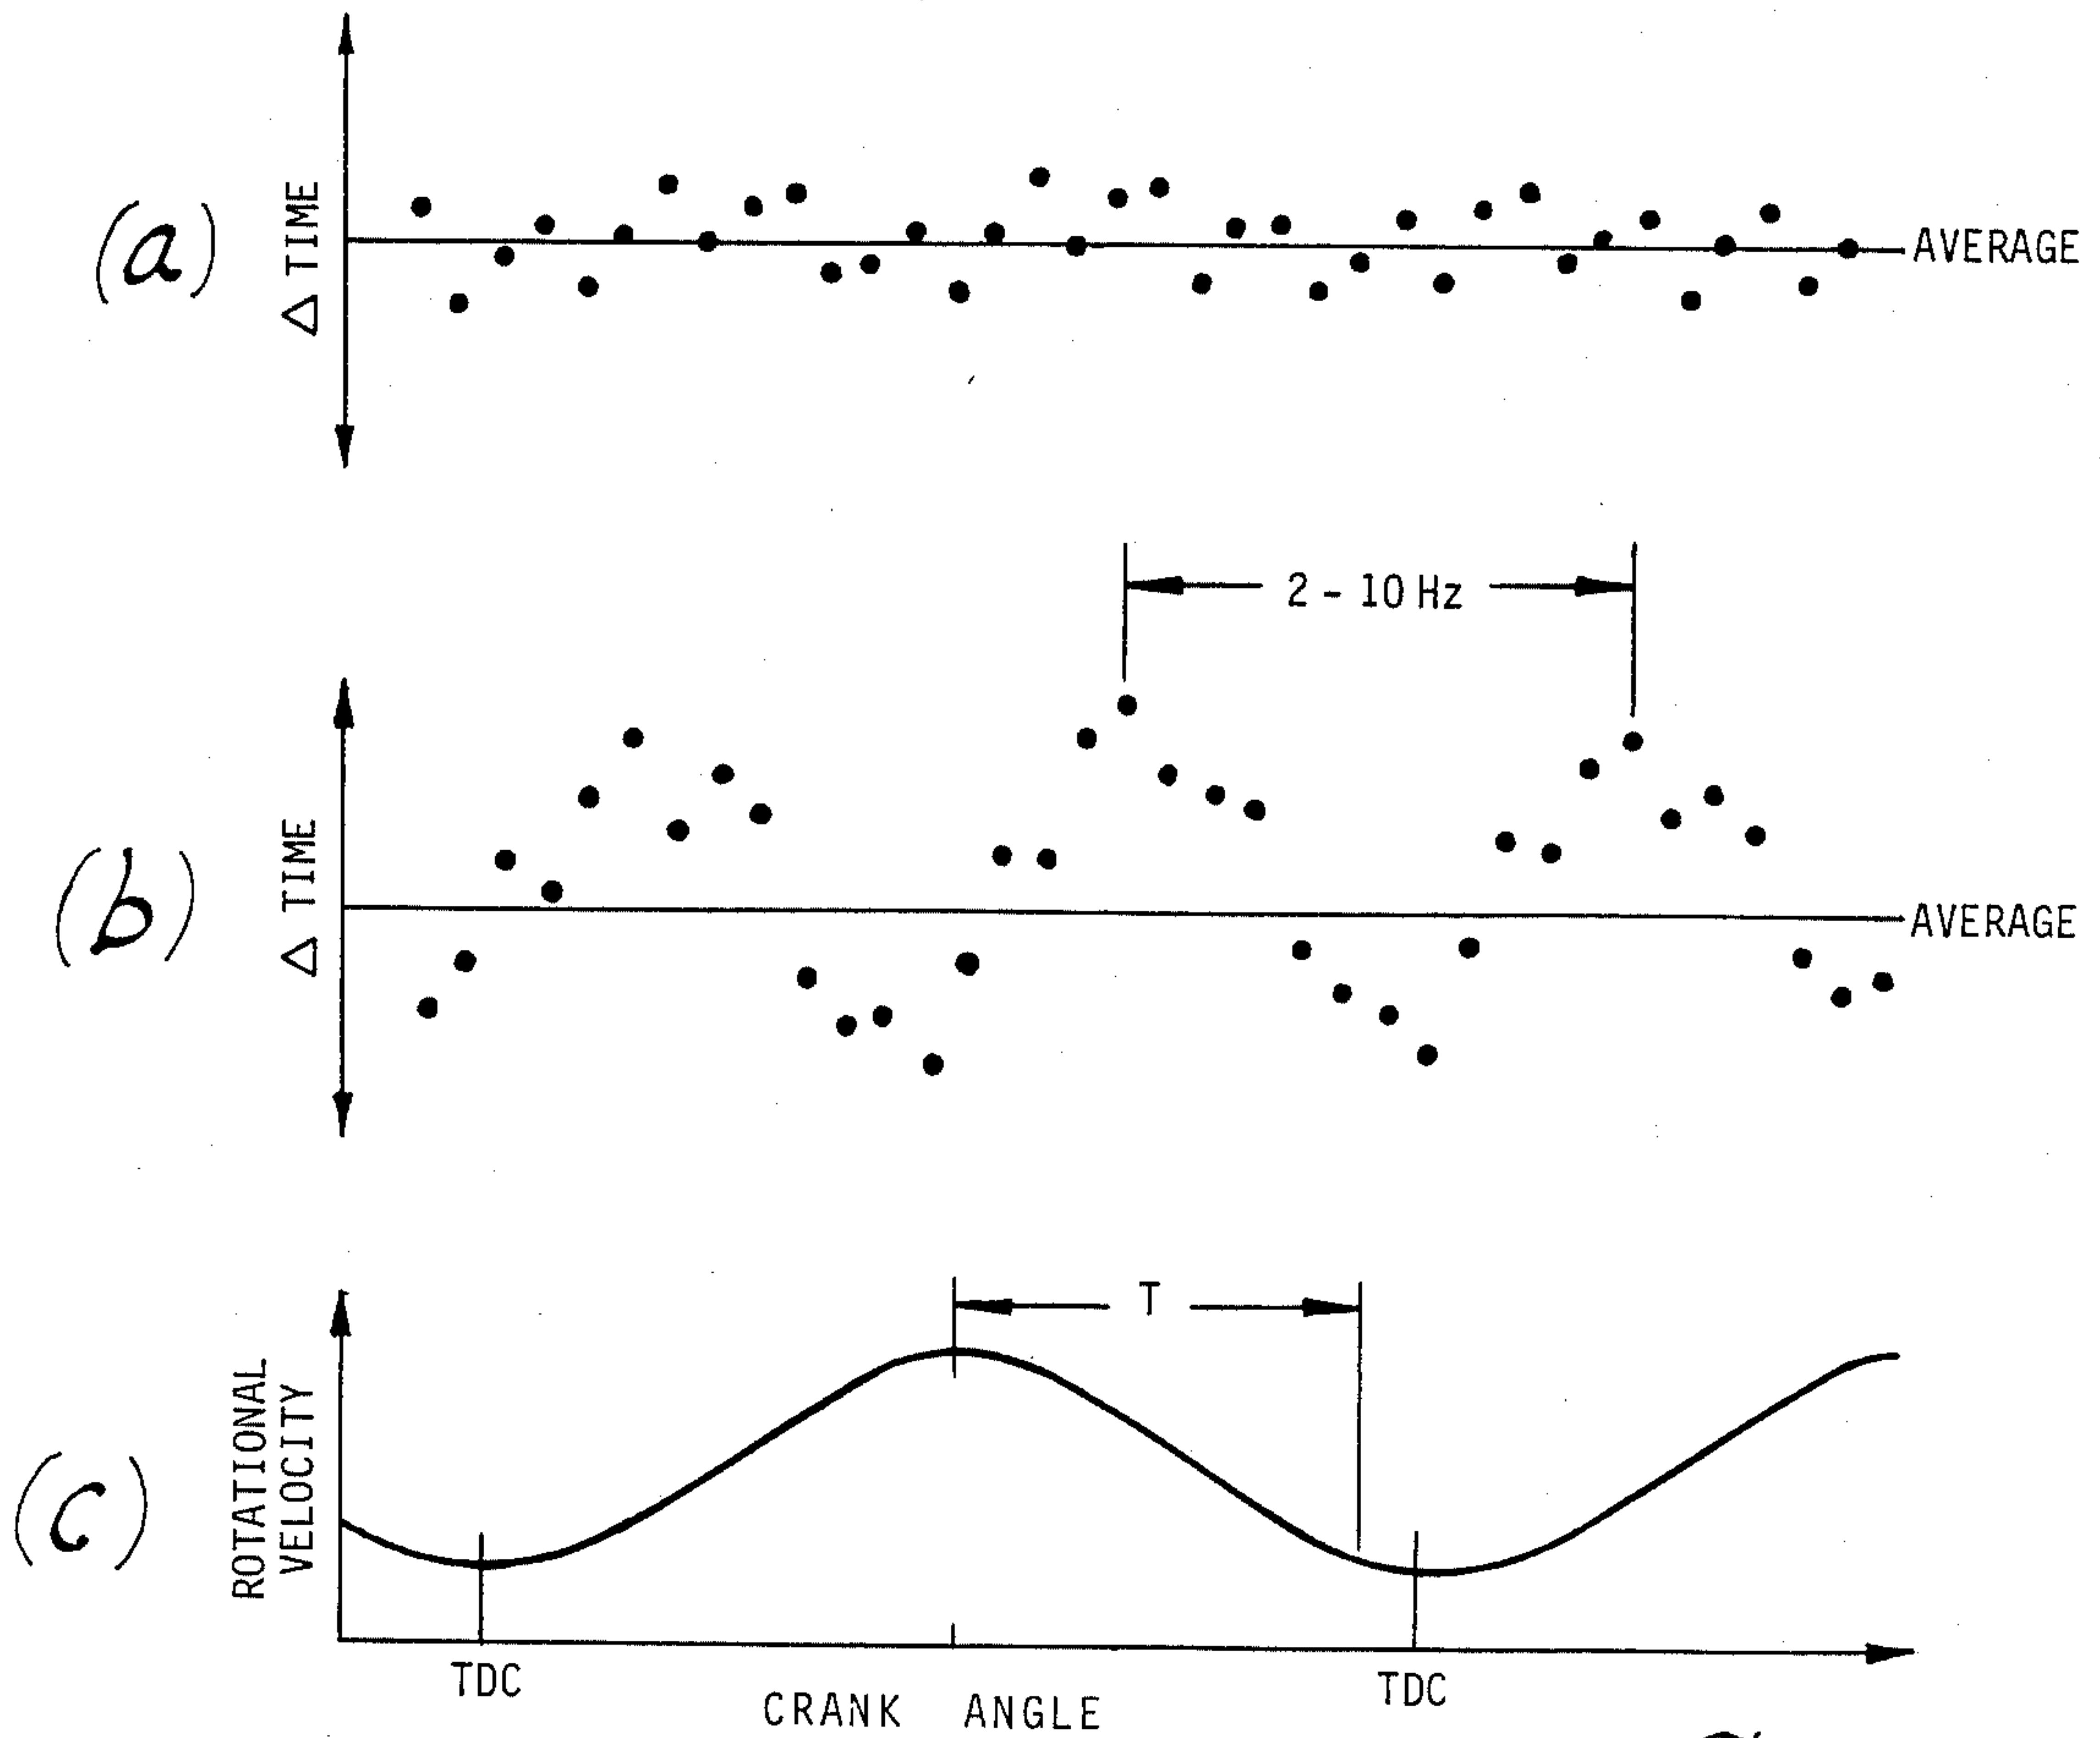 (a)
Δ TIME
AVERAGE
2 - 10 Hz
(b)
Δ TIME
AVERAGE
T
(c)
ROTATIONAL
VELOCITY
TDC
TDC
CRANK ANGLE